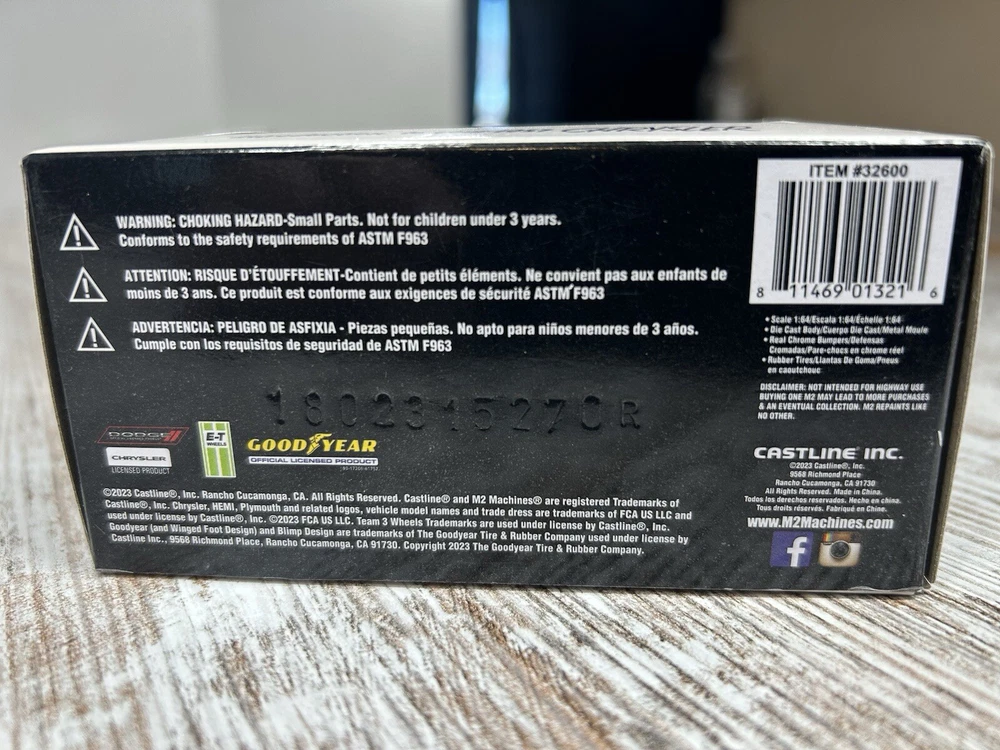 CHRYSLER
ITEM #32600
8 11469 01321 6
WARNING: CHOKING HAZARD-Small Parts. Not for children under 3 years.
Conforms to the safety requirements of ASTM F963
ATTENTION: RISQUE D'ÉTOUFFEMENT-Contient de petits éléments. Ne convient pas aux enfants de
moins de 3 ans. Ce produit est conforme aux exigences de sécurité ASTM F963
ADVERTENCIA: PELIGRO DE ASFIXIA - Piezas pequeñas. No apto para niños menores de 3 año.
Cumple con los requisitos de seguridad de ASTM F963
• Scale 1:64/Escala 1:64/Échelle 1:64
• Die Cast Body/Cuerpo Die Cast/Metal Moule
• Real Chrome Bumpers/Defensas
Cromadas/Pare-chocs en chrome réel
• Rubber Tires/Llantas De Goma/Pneus
en caoutchouc
DISCLAIMER: NOT INTENDED FOR HIGHWAY USE
BUYING ONE M2 MAY LEAD TO MORE PURCHASES
& AN EVENTUAL COLLECTION. M2 REPAINTS LIKE
NO OTHER.
1802315270R
DODGE
CHRYSLER
LICENSED PRODUCT
E-T
WHEELS
GOODYEAR
OFFICIAL LICENSED PRODUCT
©2023 Castline®, Inc. Rancho Cucamonga, CA. All Rights Reserved. Castline® and M2 Machines® are registered Trademarks of
Castline®, Inc. Chrysler, HEMI, Plymouth and related logos, vehicle model names and trade dress are trademarks of FCA US LLC and
used under license by Castline®, Inc. ©2023 FCA US LLC. Team 3 Wheels Trademarks are used under license by Castline®, Inc.
Goodyear (and Winged Foot Design) and Blimp Design are trademarks of The Goodyear Tire & Rubber Company used under license by
Castline Inc., 9568 Richmond Place, Rancho Cucamonga, CA 91730. Copyright 2023 The Goodyear Tire & Rubber Company.
CASTLINE INC.
©2023 Castline®, Inc.
9568 Richmond Place
Rancho Cucamonga, CA 91730
All Rights Reserved. Made in China.
Todos los derechos reservados. Hecho en china.
Tous droits réservés. Fabriqué en Chine.
www.M2Machines.com
f